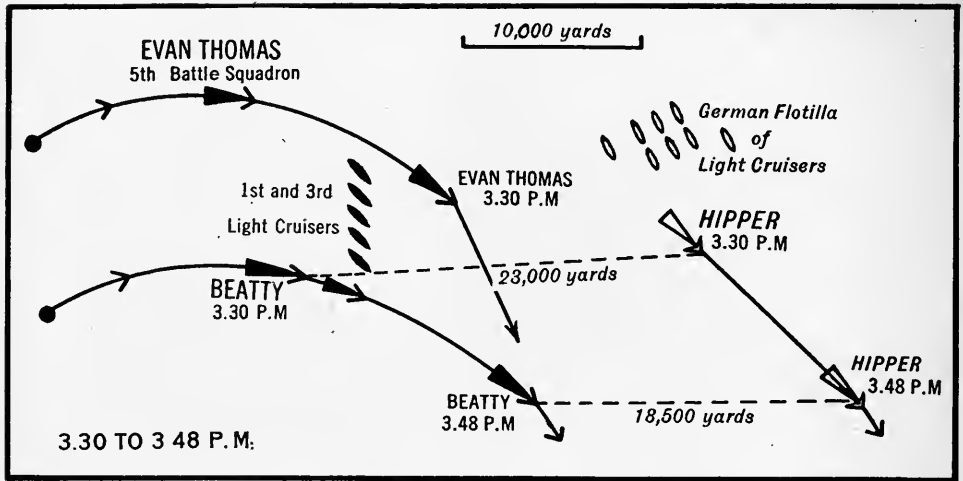 10,000 yards
EVAN THOMAS
5th Battle Squadron
German Flotilla
of
Light Cruisers
1st and 3rd
Light Cruisers
EVAN THOMAS
3.30 P.M
HIPPER
3.30 P.M
23,000 yards
BEATTY
3.30 P.M
HIPPER
3.48 P.M
BEATTY
3.48 P.M
18,500 yards
3.30 TO 3 48 P.M: